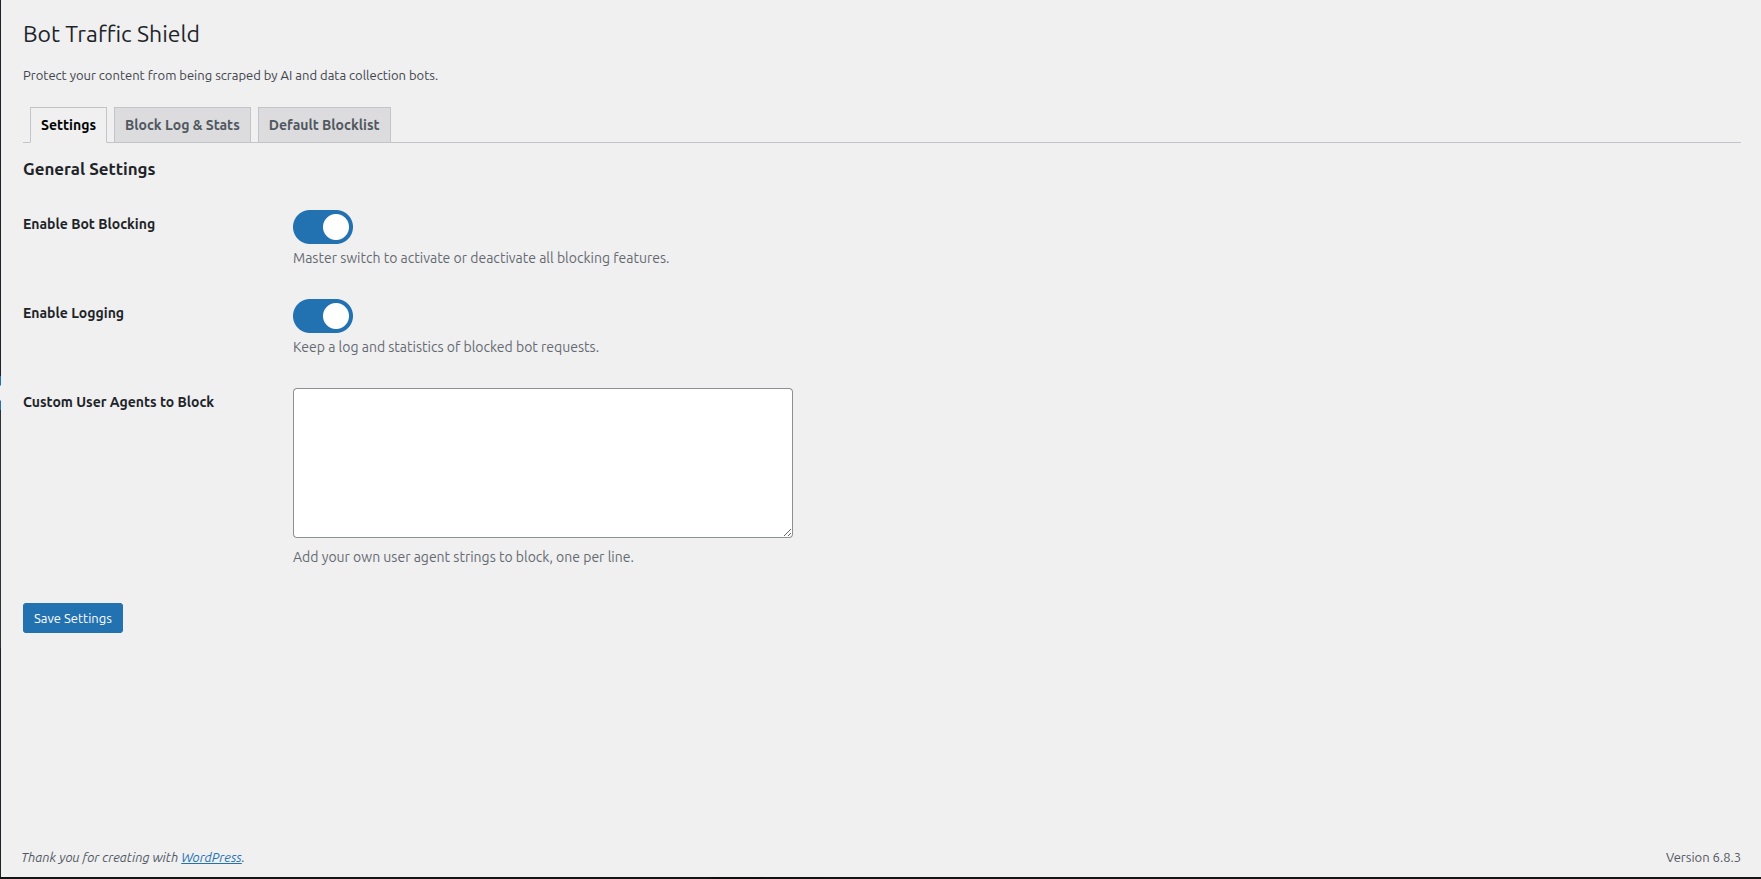 Bot Traffic Shield
Protect your content from being scraped by AI and data collection bots.
Settings
Block Log & Stats
Default Blocklist
General Settings
Enable Bot Blocking
Master switch to activate or deactivate all blocking features.
Enable Logging
Keep a log and statistics of blocked bot requests.
Custom User Agents to Block
Add your own user agent strings to block, one per line.
Save Settings
Thank you for creating with WordPress.
Version 6.8.3